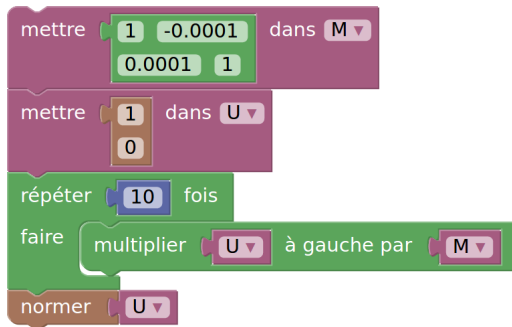 mettre 1 -0.0001 dans M
0.0001 1
mettre 1 dans U
0
répéter 10 fois
faire multiplier U à gauche par M
normer U